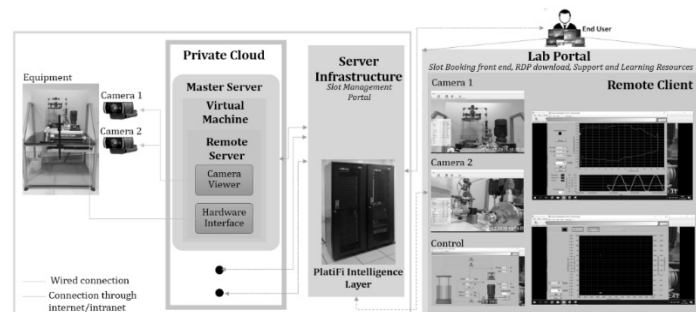 End User
Private Cloud
Server
Infrastructure
Slot Management
Portal
Lab Portal
Slot Booking front end, RDP download, Support and Learning Resources
Equipment
Camera 1
Camera 2
Master Server
Virtual
Machine
Remote
Server
Camera
Viewer
Hardware
Interface
PlatiFi Intelligence
Layer
Camera 1
Remote Client
Camera 2
Control
Wired connection
Connection through
internet/intranet